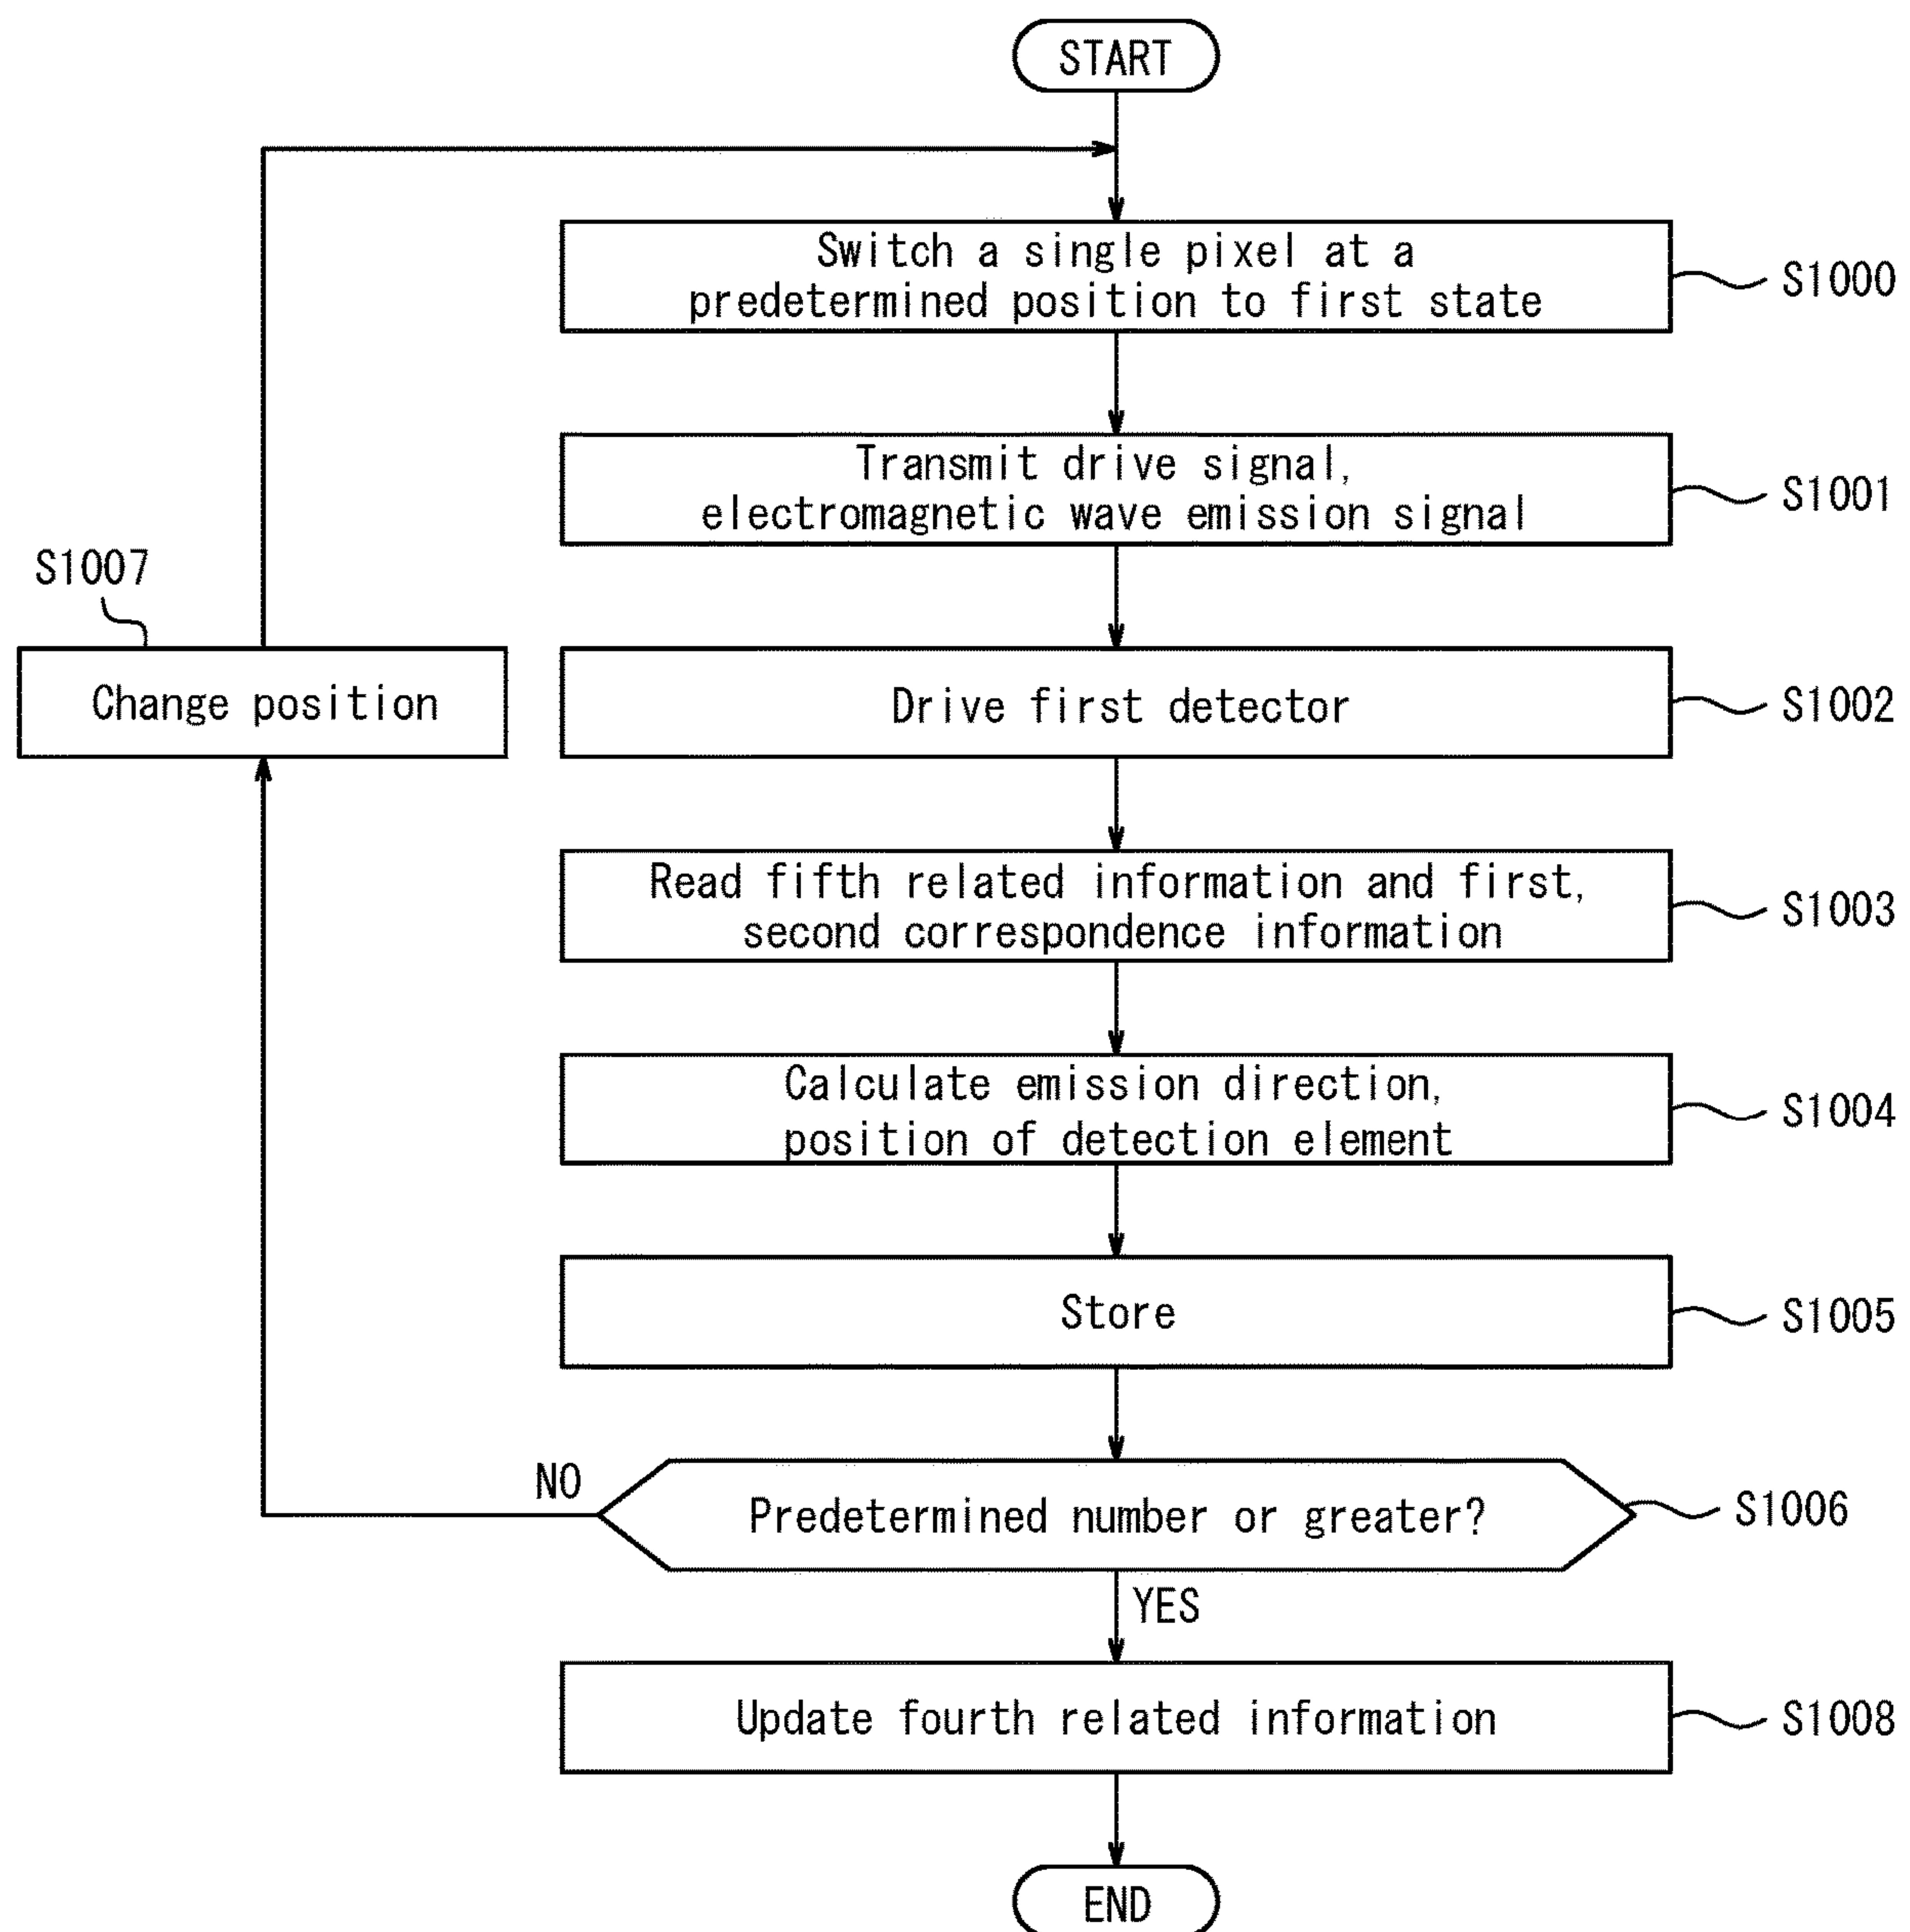 START
Switch a single pixel at a
predetermined position to first state
S1000
Transmit drive signal,
electromagnetic wave emission signal
S1001
S1007
Change position
Drive first detector
S1002
Read fifth related information and first,
second correspondence information
S1003
Calculate emission direction,
position of detection element
S1004
Store
S1005
NO
Predetermined number or greater?
S1006
YES
Update fourth related information
S1008
END